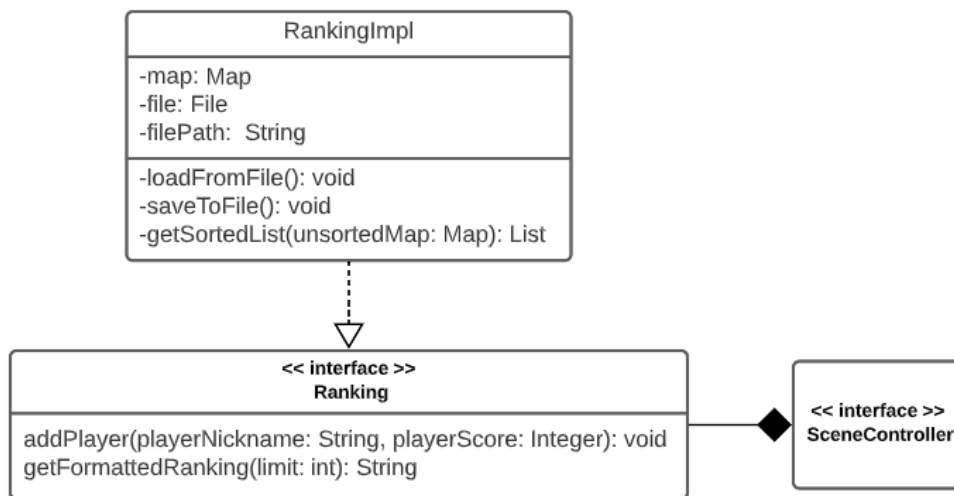 RankingImpl
-map: Map
-file: File
-filePath:  String
-loadFromFile(): void
-saveToFile(): void
-getSortedList(unsortedMap: Map): List
<< interface >>
Ranking
addPlayer(playerNickname: String, playerScore: Integer): void
getFormattedRanking(limit: int): String
<< interface >>
SceneController